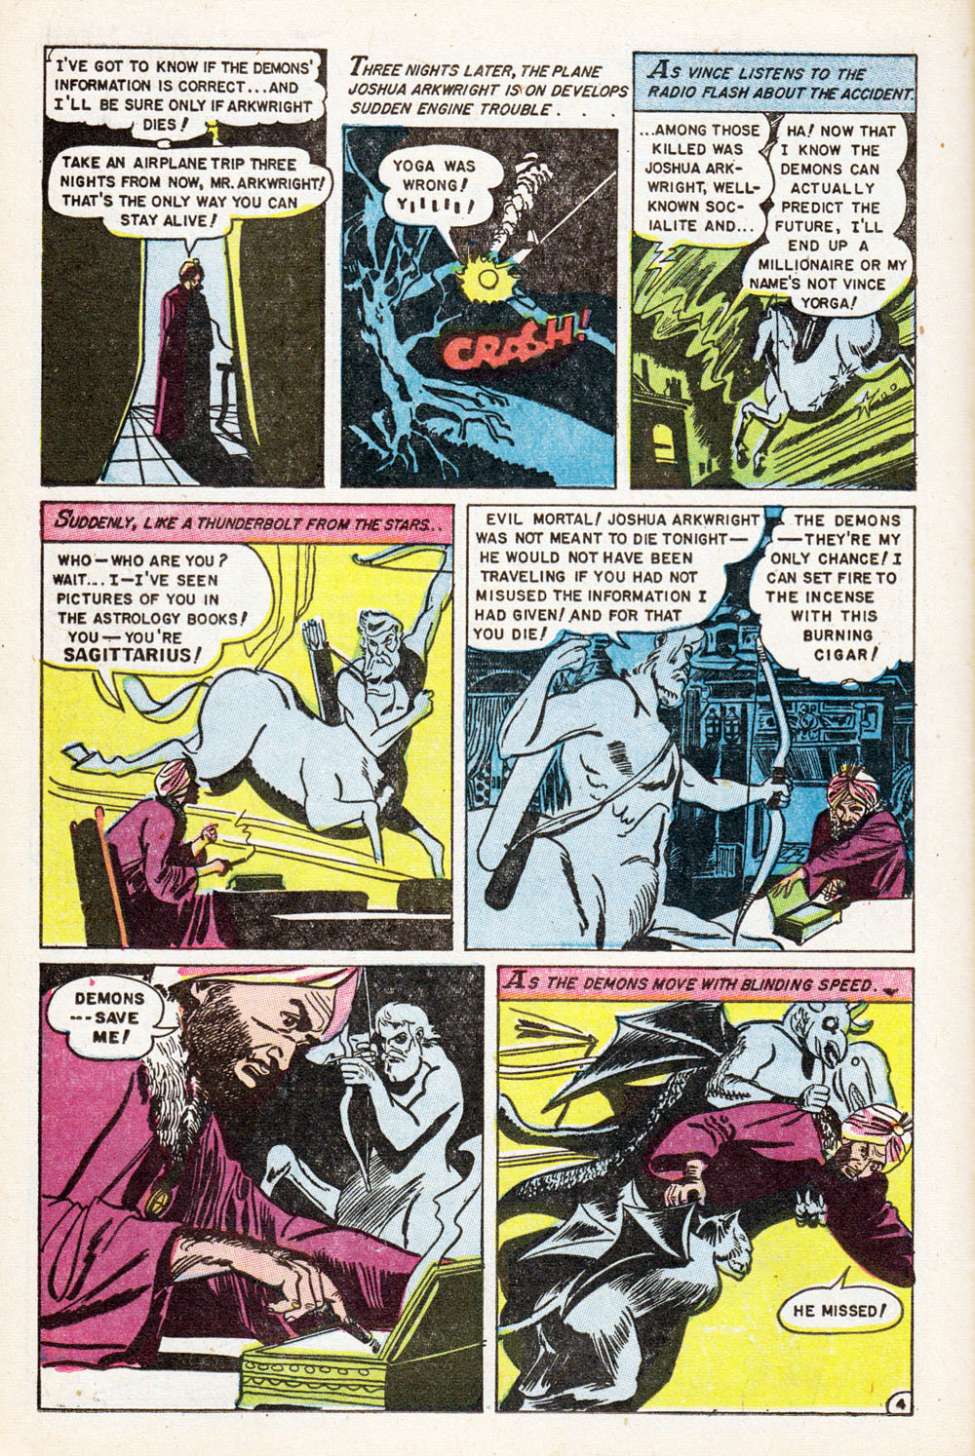 I'VE GOT TO KNOW IF THE DEMONS'
INFORMATION IS CORRECT...AND
I'LL BE SURE ONLY IF ARKWRIGHT
DIES!
TAKE AN AIRPLANE TRIP THREE
NIGHTS FROM NOW, MR. ARKWRIGHT!
THAT'S THE ONLY WAY YOU CAN
STAY ALIVE!
THREE NIGHTS LATER, THE PLANE
JOSHUA ARKWRIGHT IS ON DEVELOPS
SUDDEN ENGINE TROUBLE . . . .
YOGA WAS
WRONG!
YIIIIII!
CRASH!
AS VINCE LISTENS TO THE
RADIO FLASH ABOUT THE ACCIDENT.
...AMONG THOSE
KILLED WAS
JOSHUA ARK-
WRIGHT, WELL-
KNOWN SOC-
IALITE AND...
HA! NOW THAT
I KNOW THE
DEMONS CAN
ACTUALLY
PREDICT THE
FUTURE, I'LL
END UP A
MILLIONAIRE OR MY
NAME'S NOT VINCE
YORGA!
SUDDENLY, LIKE A THUNDERBOLT FROM THE STARS...
WHO—WHO ARE YOU?
WAIT... I—I'VE SEEN
PICTURES OF YOU IN
THE ASTROLOGY BOOKS!
YOU—YOU'RE
SAGITTARIUS!
EVIL MORTAL! JOSHUA ARKWRIGHT
WAS NOT MEANT TO DIE TONIGHT—
HE WOULD NOT HAVE BEEN
TRAVELING IF YOU HAD NOT
MISUSED THE INFORMATION I
HAD GIVEN! AND FOR THAT
YOU DIE!
THE DEMONS
—THEY'RE MY
ONLY CHANCE! I
CAN SET FIRE TO
THE INCENSE
WITH THIS
BURNING
CIGAR!
DEMONS
---SAVE
ME!
AS THE DEMONS MOVE WITH BLINDING SPEED..
HE MISSED!
4